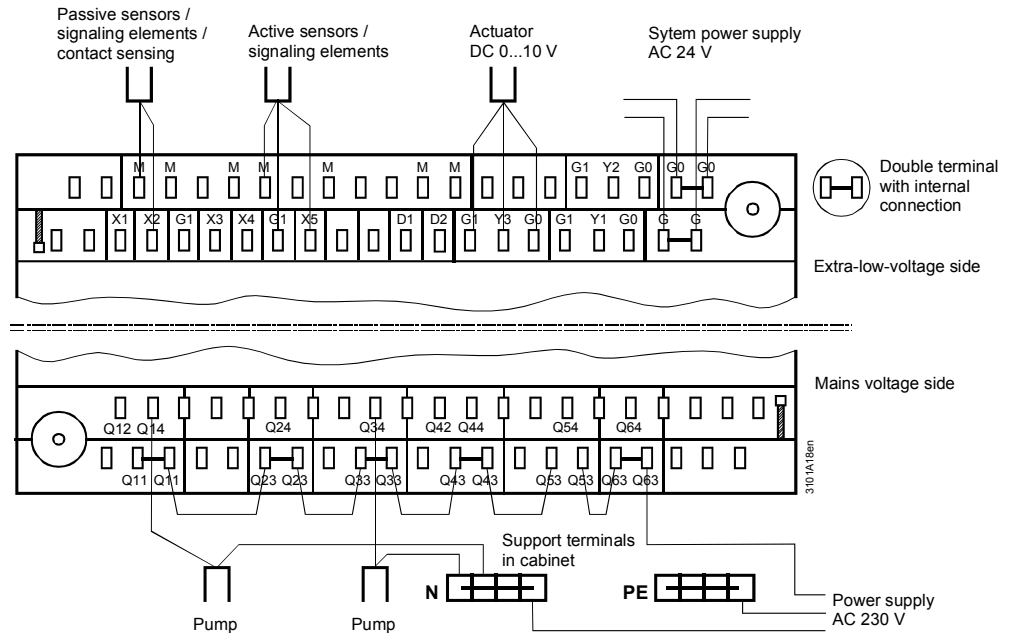 Passive sensors /
signaling elements /
contact sensing
Active sensors /
signaling elements
Actuator
DC 0...10 V
Sytem power supply
AC 24 V
M M M M M M M G1 Y2 G0 G0 G0
Double terminal
with internal
connection
X1 X2 G1 X3 X4 G1 X5 D1 D2 G1 Y3 G0 G1 Y1 G0 G G
Extra-low-voltage side
Mains voltage side
Q12 Q14 Q24 Q34 Q42 Q44 Q54 Q64
Q11 Q11 Q23 Q23 Q33 Q33 Q43 Q43 Q53 Q53 Q63 Q63
3101A18en
Support terminals
in cabinet
N
PE
Power supply
AC 230 V
Pump
Pump